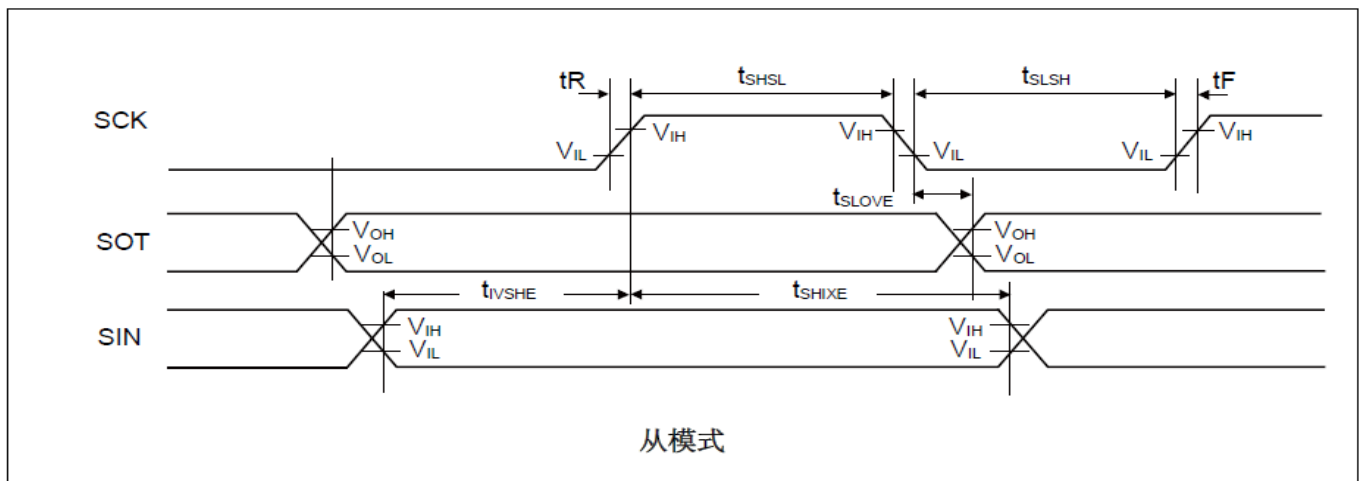 tR tSHSL tSLSH tF
SCK VIH VIH VIH
VIL VIL VIL
tSLOVE
SOT VOH VOH
VOL VOL
tIVSHE tSHIXE
SIN VIH VIH
VIL VIL
从模式